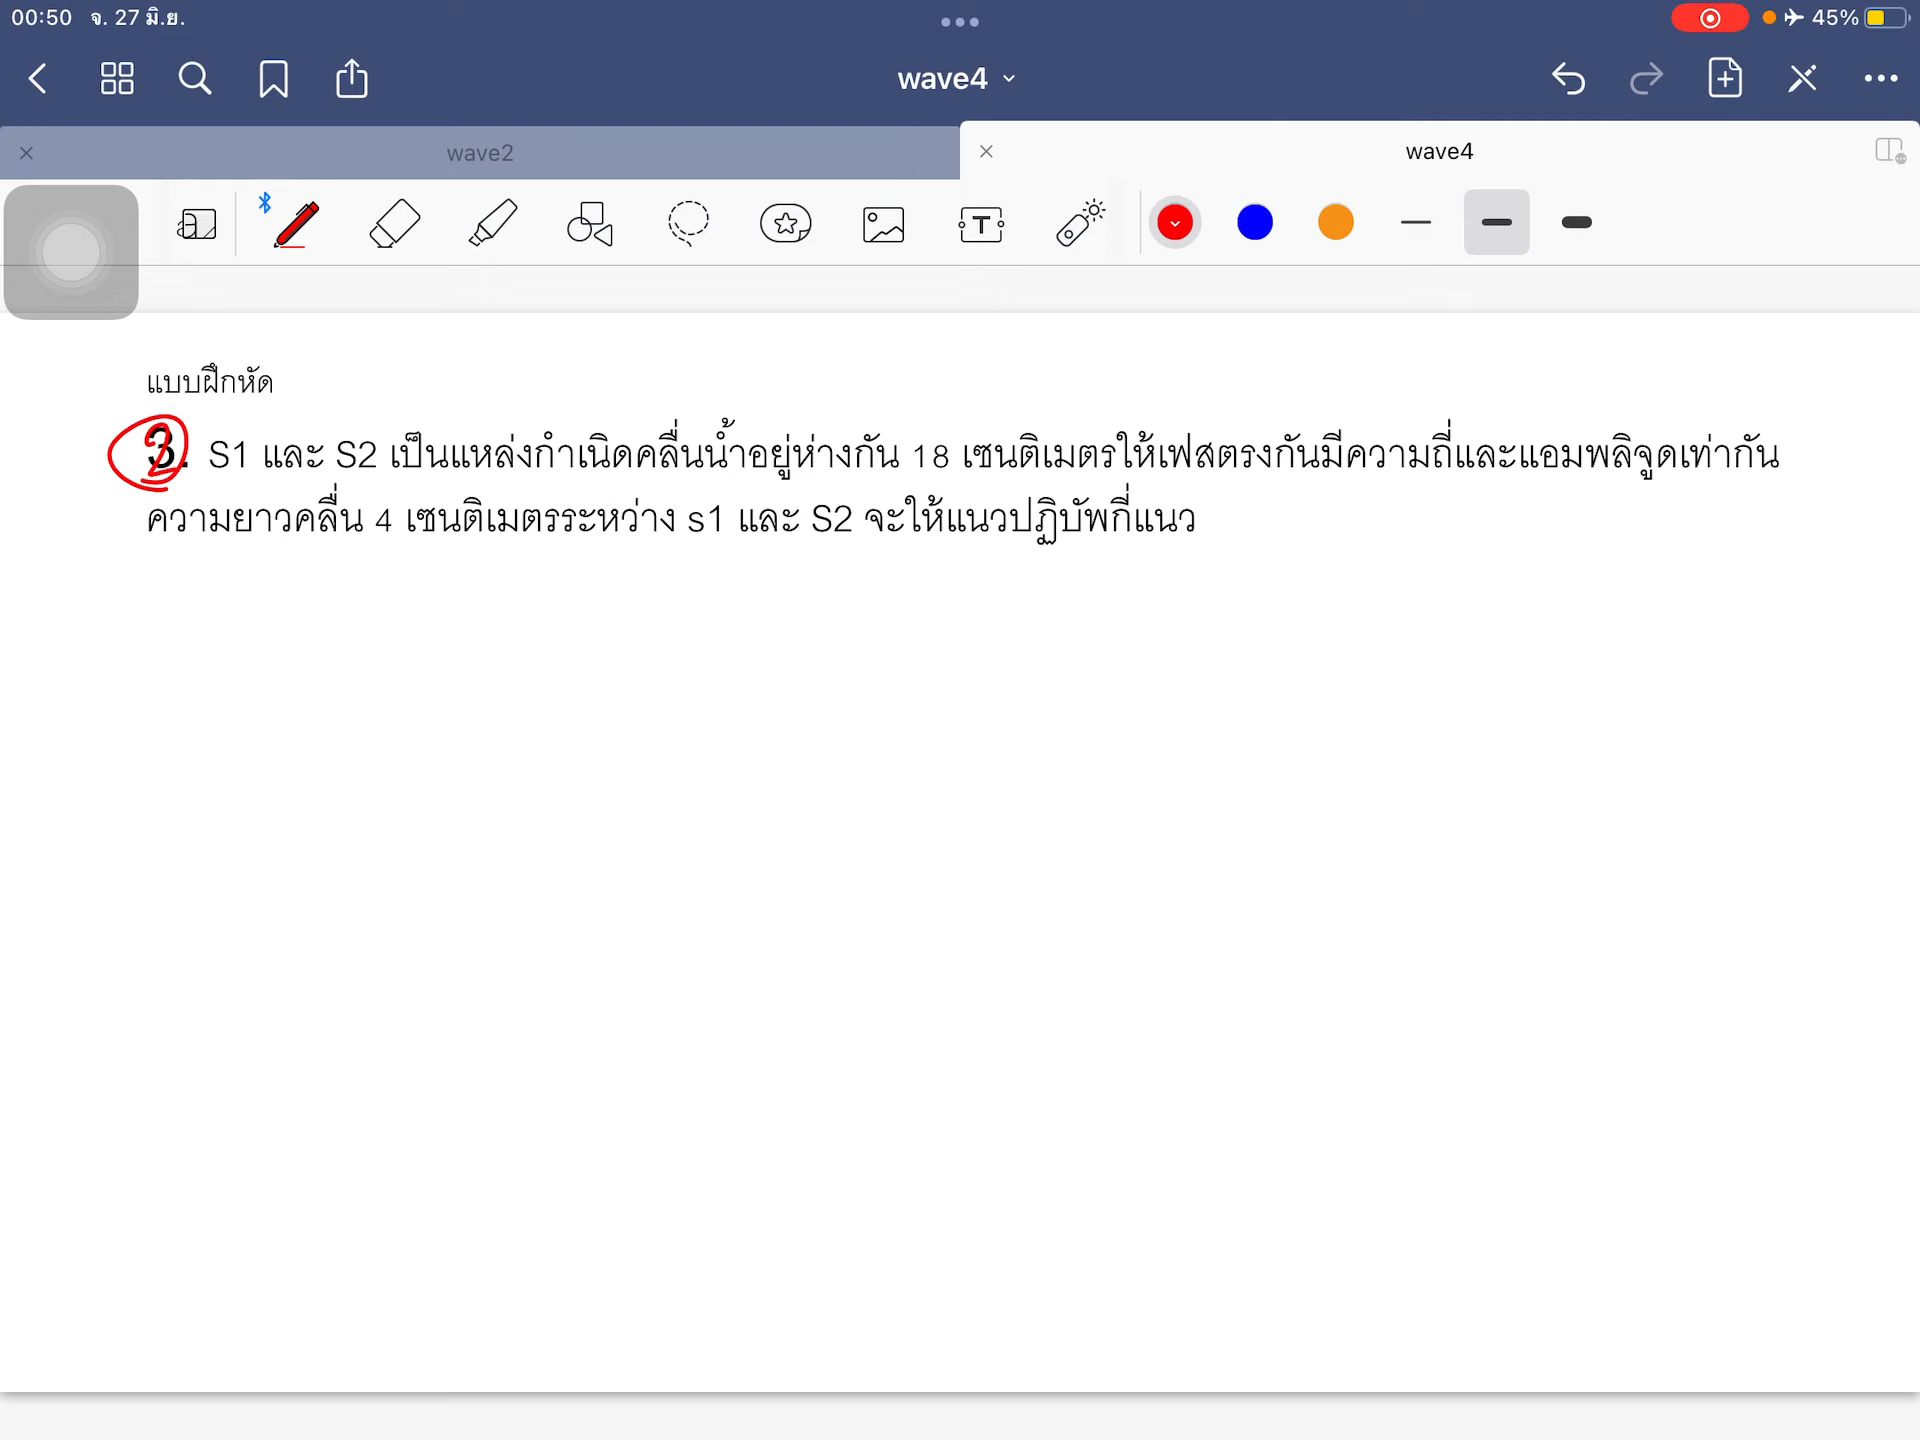 00:50 จ. 27 มิ.ย.
45%
wave4
wave2
wave4
แบบฝึกหัด
S1 และ S2 เป็นแหล่งกำเนิดคลื่นน้ำอยู่ห่างกัน 18 เซนติเมตรให้เฟสตรงกันมีความถี่และแอมพลิจูดเท่ากัน
ความยาวคลื่น 4 เซนติเมตรระหว่าง s1 และ S2 จะให้แนวปฏิบัพกี่แนว